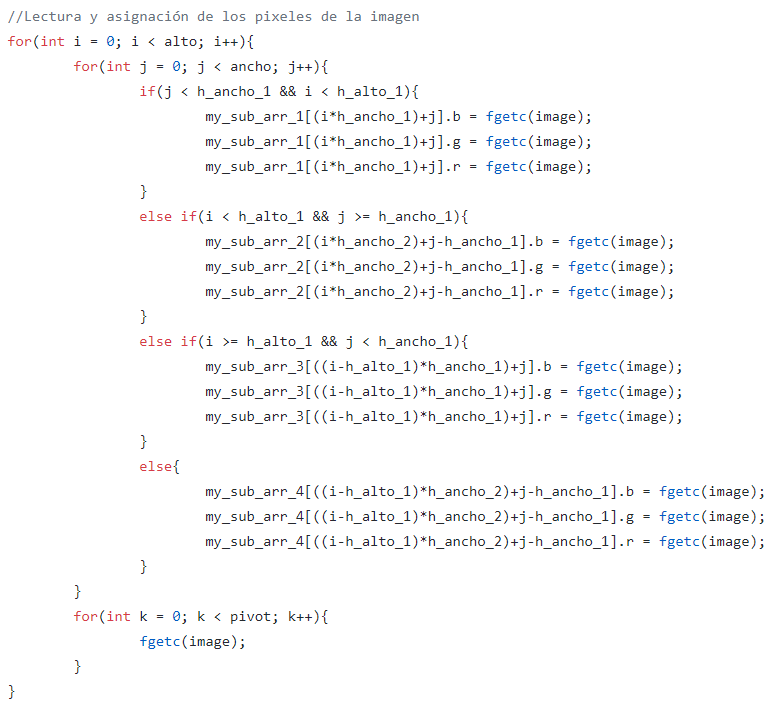 //Lectura y asignación de los pixeles de la imagen
for(int i = 0; i < alto; i++){
        for(int j = 0; j < ancho; j++){
                if(j < h_ancho_1 && i < h_alto_1){
                        my_sub_arr_1[(i*h_ancho_1)+j].b = fgetc(image);
                        my_sub_arr_1[(i*h_ancho_1)+j].g = fgetc(image);
                        my_sub_arr_1[(i*h_ancho_1)+j].r = fgetc(image);
                }
                else if(i < h_alto_1 && j >= h_ancho_1){
                        my_sub_arr_2[(i*h_ancho_2)+j-h_ancho_1].b = fgetc(image);
                        my_sub_arr_2[(i*h_ancho_2)+j-h_ancho_1].g = fgetc(image);
                        my_sub_arr_2[(i*h_ancho_2)+j-h_ancho_1].r = fgetc(image);
                }
                else if(i >= h_alto_1 && j < h_ancho_1){
                        my_sub_arr_3[((i-h_alto_1)*h_ancho_1)+j].b = fgetc(image);
                        my_sub_arr_3[((i-h_alto_1)*h_ancho_1)+j].g = fgetc(image);
                        my_sub_arr_3[((i-h_alto_1)*h_ancho_1)+j].r = fgetc(image);
                }
                else{
                        my_sub_arr_4[((i-h_alto_1)*h_ancho_2)+j-h_ancho_1].b = fgetc(image);
                        my_sub_arr_4[((i-h_alto_1)*h_ancho_2)+j-h_ancho_1].g = fgetc(image);
                        my_sub_arr_4[((i-h_alto_1)*h_ancho_2)+j-h_ancho_1].r = fgetc(image);
                }
        }
        for(int k = 0; k < pivot; k++){
                fgetc(image);
        }
}